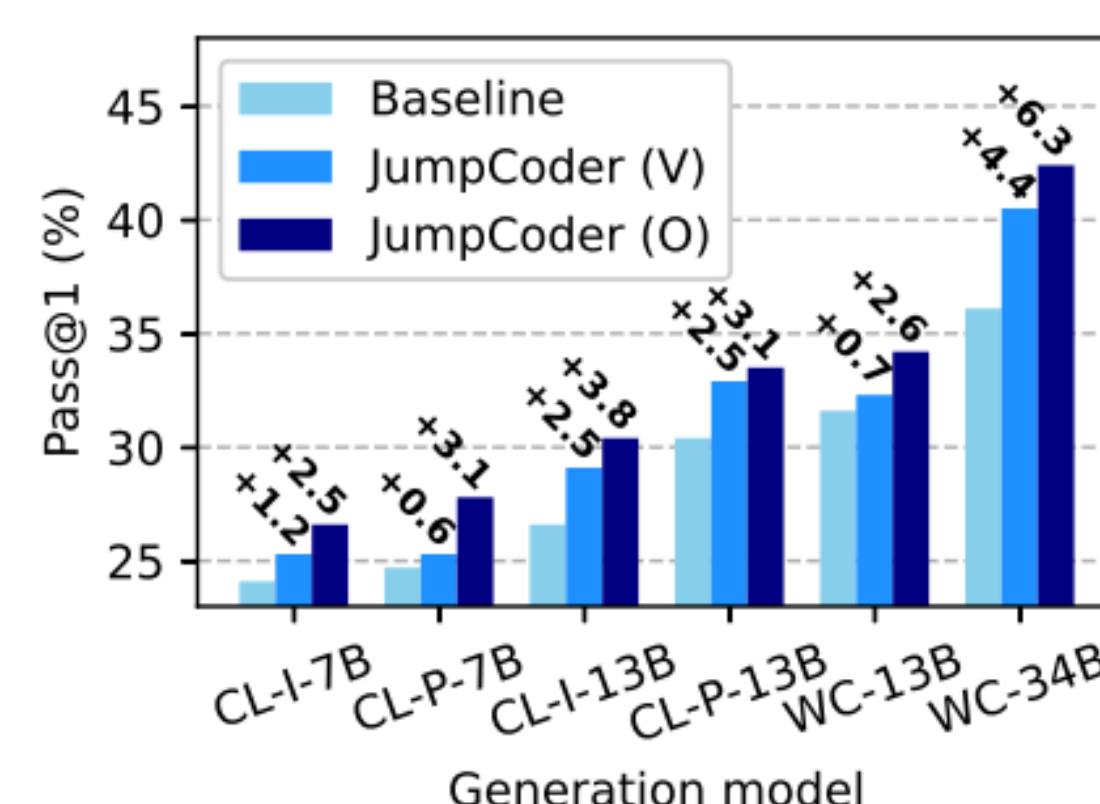 Baseline
JumpCoder (V)
JumpCoder (O)
Pass@1 (%)
45
40
35
30
25
+1.2
+2.5
+0.6
+3.1
+2.5
+3.8
+2.5
+3.1
+0.7
+2.6
+4.4
+6.3
CL-I-7B
CL-P-7B
CL-I-13B
CL-P-13B
WC-13B
WC-34B
Generation model